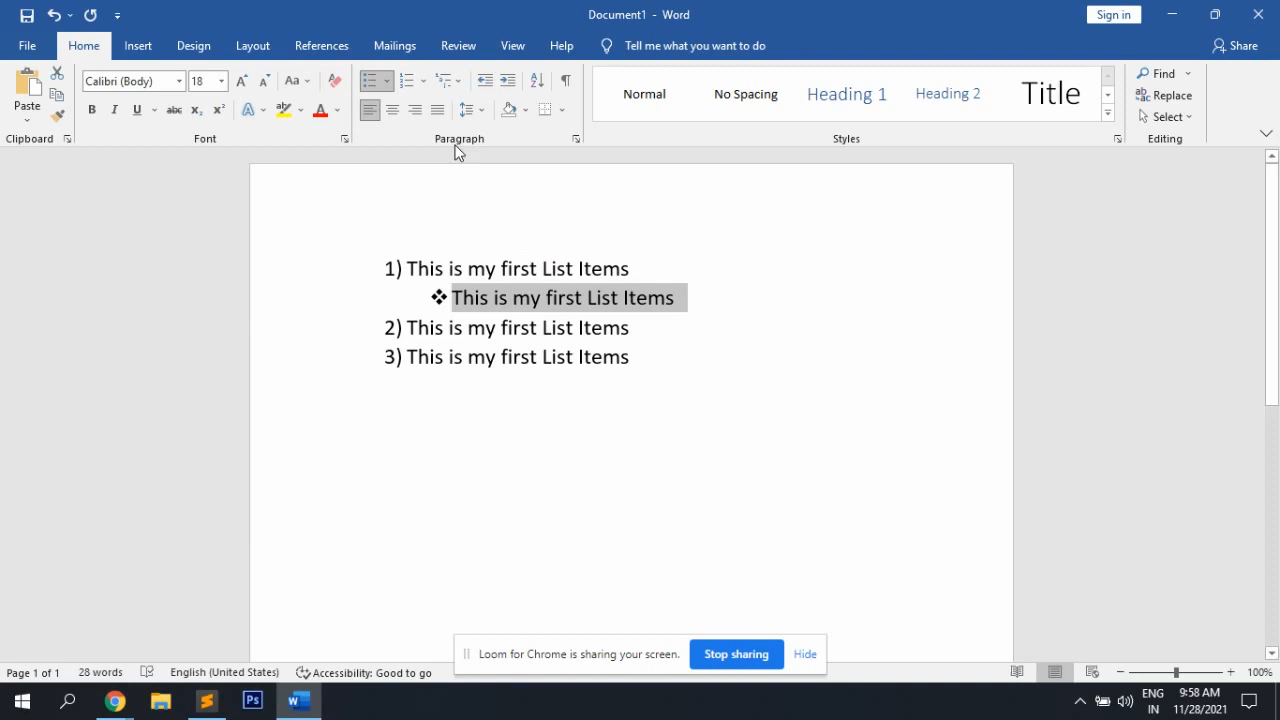 Document1 - Word
Sign in
File Home Insert Design Layout References Mailings Review View Help Tell me what you want to do Share
Paste
Calibri (Body) 18 A A Aa A
B I U abc x₂ x² A A
Clipboard Font Paragraph Styles Editing
Normal No Spacing Heading 1 Heading 2 Title
Find
Replace
Select
1) This is my first List Items
❖ This is my first List Items
2) This is my first List Items
3) This is my first List Items
Loom for Chrome is sharing your screen. Stop sharing Hide
Page 1 of 1 28 words English (United States) Accessibility: Good to go 100%
Ps W ENG 9:58 AM
IN 11/28/2021